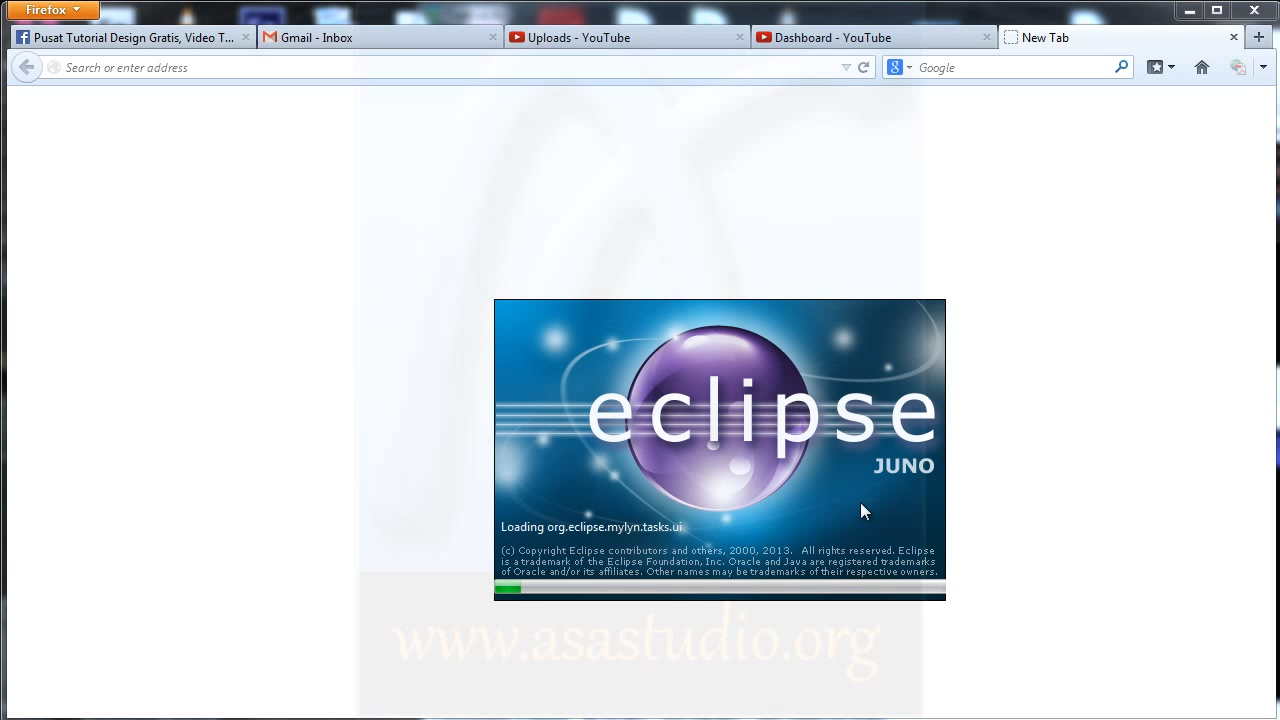 Firefox
Pusat Tutorial Design Gratis, Video T...
Gmail - Inbox
Uploads - YouTube
Dashboard - YouTube
New Tab
Search or enter address
Google
eclipse
JUNO
Loading org.eclipse.mylyn.tasks.ui
(c) Copyright Eclipse contributors and others, 2000, 2013. All rights reserved. Eclipse
is a trademark of the Eclipse Foundation, Inc. Oracle and Java are registered trademarks
of Oracle and/or its affiliates. Other names may be trademarks of their respective owners.
www.asastudio.org